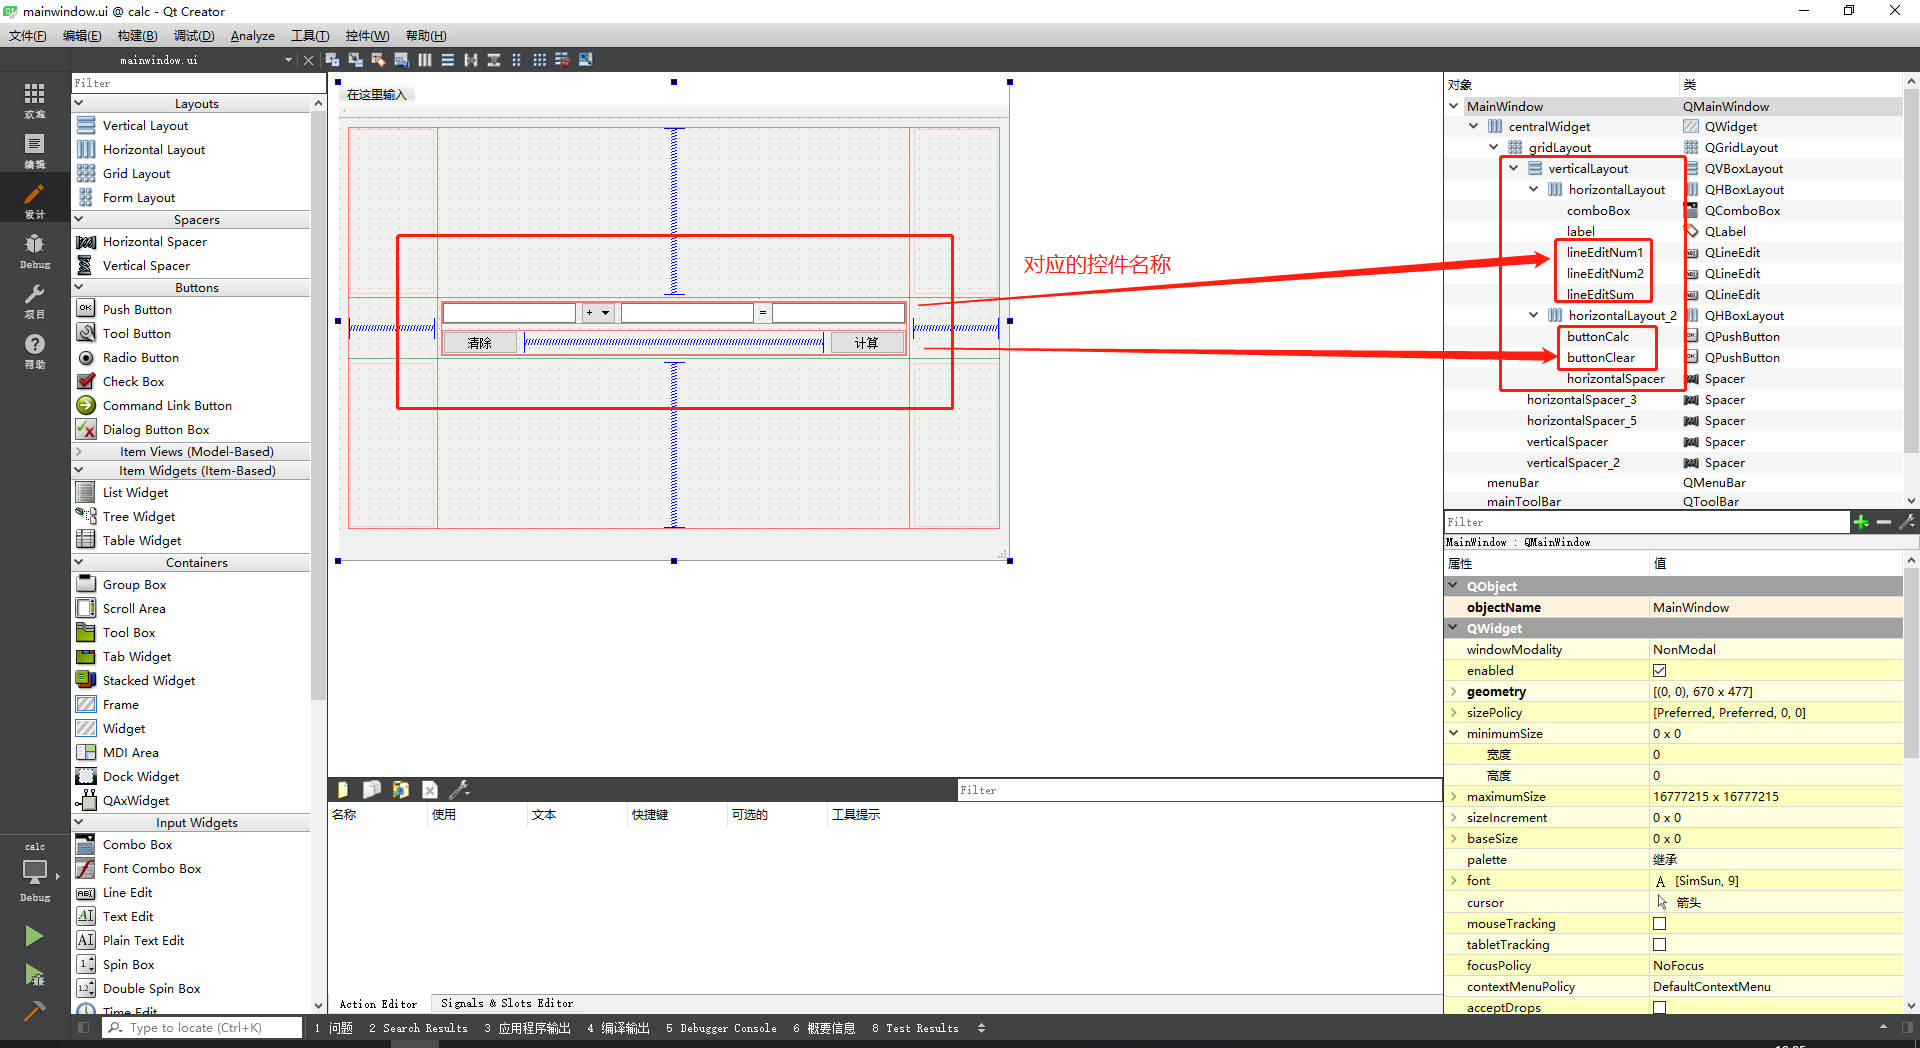 mainwindow.ui @ calc - Qt Creator
文件(F) 编辑(E) 构建(B) 调试(D) Analyze 工具(T) 控件(W) 帮助(H)
mainwindow.ui
欢迎
编辑
设计
Debug
项目
帮助
calc
Debug
Filter
Layouts
Vertical Layout
Horizontal Layout
Grid Layout
Form Layout
Spacers
Horizontal Spacer
Vertical Spacer
Buttons
Push Button
Tool Button
Radio Button
Check Box
Command Link Button
Dialog Button Box
Item Views (Model-Based)
Item Widgets (Item-Based)
List Widget
Tree Widget
Table Widget
Containers
Group Box
Scroll Area
Tool Box
Tab Widget
Stacked Widget
Frame
Widget
MDI Area
Dock Widget
QAxWidget
Input Widgets
Combo Box
Font Combo Box
Line Edit
Text Edit
Plain Text Edit
Spin Box
Double Spin Box
Time Edit
在这里输入
+ =
清除 计算
对应的控件名称
对象 类
MainWindow QMainWindow
centralWidget QWidget
gridLayout QGridLayout
verticalLayout QVBoxLayout
horizontalLayout QHBoxLayout
comboBox QComboBox
label QLabel
lineEditNum1 QLineEdit
lineEditNum2 QLineEdit
lineEditSum QLineEdit
horizontalLayout_2 QHBoxLayout
buttonCalc QPushButton
buttonClear QPushButton
horizontalSpacer Spacer
horizontalSpacer_3 Spacer
horizontalSpacer_5 Spacer
verticalSpacer Spacer
verticalSpacer_2 Spacer
menuBar QMenuBar
mainToolBar QToolBar
Filter
MainWindow : QMainWindow
属性 值
QObject
objectName MainWindow
QWidget
windowModality NonModal
enabled
geometry [(0, 0), 670 x 477]
sizePolicy [Preferred, Preferred, 0, 0]
minimumSize 0 x 0
宽度 0
高度 0
maximumSize 16777215 x 16777215
sizeIncrement 0 x 0
baseSize 0 x 0
palette 继承
font A [SimSun, 9]
cursor 箭头
mouseTracking
tabletTracking
focusPolicy NoFocus
contextMenuPolicy DefaultContextMenu
acceptDrops
Filter
名称 使用 文本 快捷键 可选的 工具提示
Action Editor Signals & Slots Editor
Type to locate (Ctrl+K) 1 问题 2 Search Results 3 应用程序输出 4 编译输出 5 Debugger Console 6 概要信息 8 Test Results